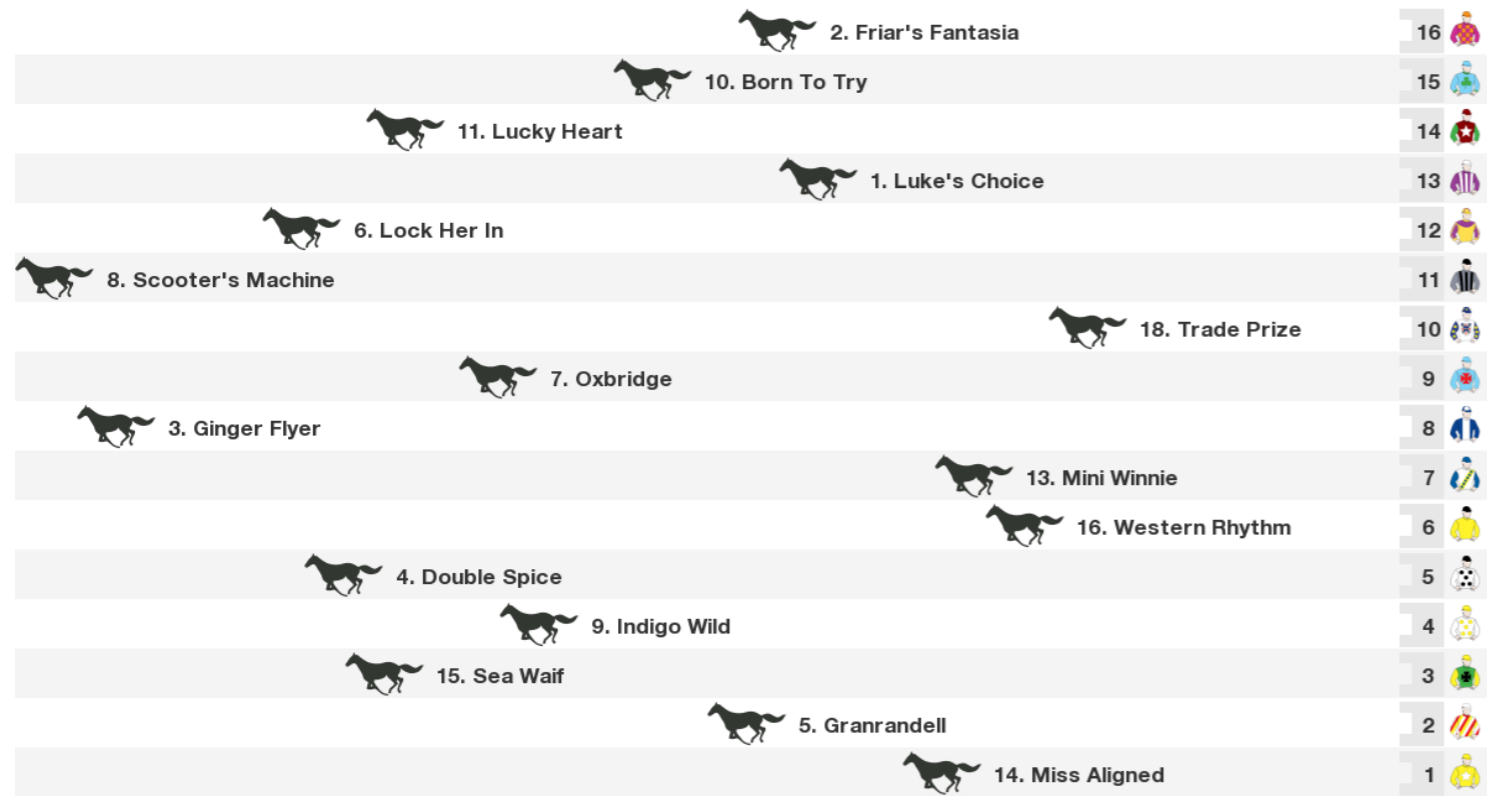 2. Friar's Fantasia 16
10. Born To Try 15
11. Lucky Heart 14
1. Luke's Choice 13
6. Lock Her In 12
8. Scooter's Machine 11
18. Trade Prize 10
7. Oxbridge 9
3. Ginger Flyer 8
13. Mini Winnie 7
16. Western Rhythm 6
4. Double Spice 5
9. Indigo Wild 4
15. Sea Waif 3
5. Granrandell 2
14. Miss Aligned 1